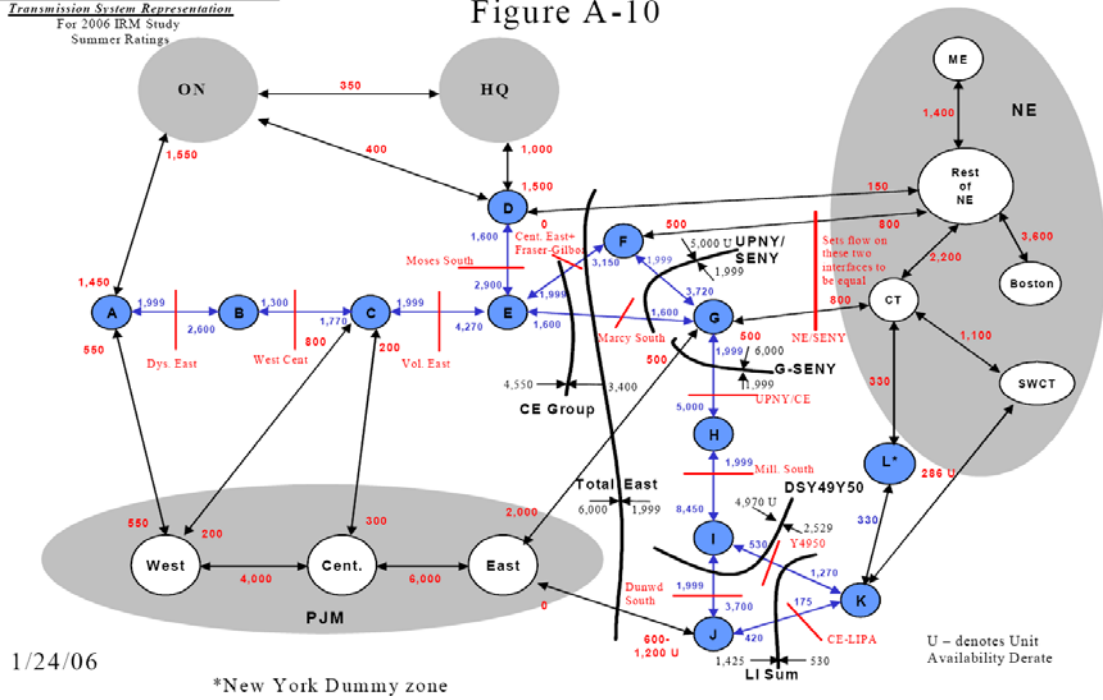 Transmission System Representation
For 2006 IRM Study
Summer Ratings
Figure A-10
ON
350
HQ
ME
1,400
NE
1,550
400
1,000
1,500
D
0
150
Rest
of
NE
3,600
Boston
1,600
Moses South
2,900
Cent. East+
Fraser-Gilboa
3,150
F
500
800
5,000 U
UPNY/
SENY
1,999
1,999
3,720
Sets flow on
these two
interfaces to
be equal
2,200
1,450
A
1,999
2,600
B
1,300
1,770
C
1,999
4,270
E
1,999
1,600
1,600
G
800
CT
550
Dys. East
West Cent
800
200
Vol. East
Marcy South
500
500
NE/SENY
1,100
1,999
6,000
G-SENY
1,999
330
SWCT
4,550
3,400
CE Group
5,000
UPNY/CE
H
1,999
Mill. South
L*
286 U
DSY49Y50
Total East
6,000
1,999
4,970 U
2,529
8,450
330
2,000
I
530
Y4950
1,270
550
200
300
West
4,000
Cent.
6,000
East
Dunwd
South
1,999
3,700
175
K
0
PJM
J
420
CE-LIPA
600-
1,200 U
1,425
530
LI Sum
U – denotes Unit
Availability Derate
1/24/06
*New York Dummy zone